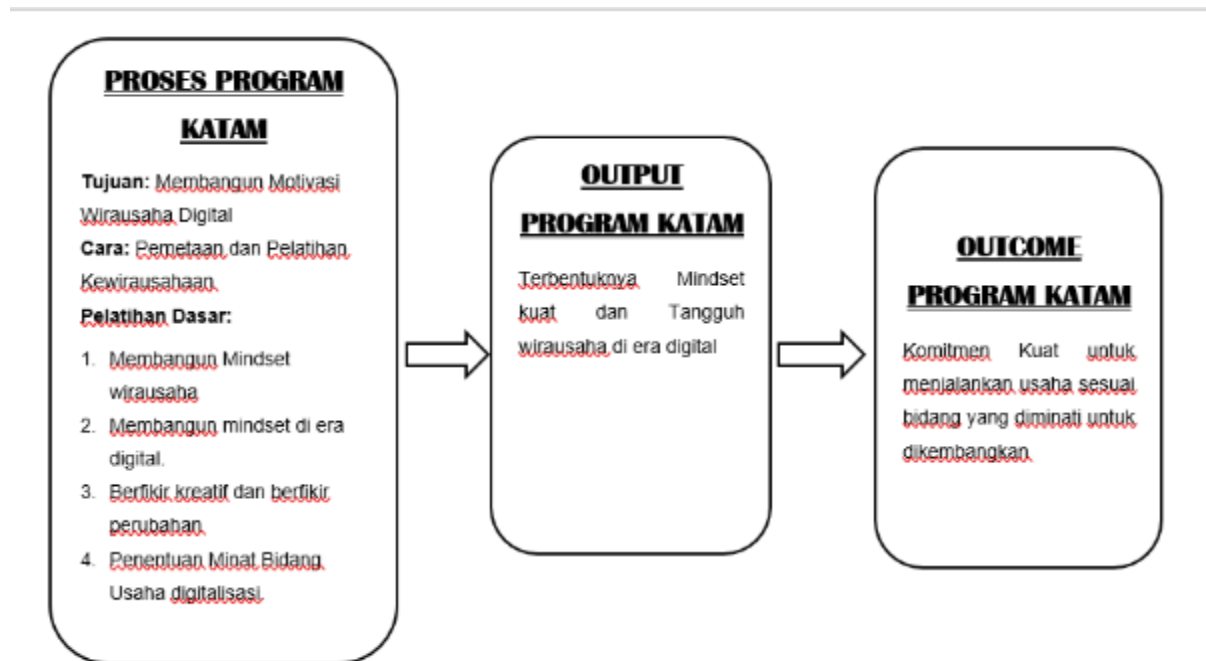 PROSES PROGRAM
KATAM
Tujuan: Membangun Motivasi
Wirausaha Digital
Cara: Pemetaan dan Pelatihan
Kewirausahaan
Pelatihan Dasar:
1. Membangun Mindset
wirausaha
2. Membangun mindset di era
digital.
3. Berfikir kreatif dan berfikir
perubahan
4. Penentuan Minat Bidang
Usaha digitalisasi
OUTPUT
PROGRAM KATAM
Terbentuknya Mindset
kuat dan Tangguh
wirausaha di era digital
OUTCOME
PROGRAM KATAM
Komitmen Kuat untuk
menjalankan usaha sesuai
bidang yang diminati untuk
dikembangkan